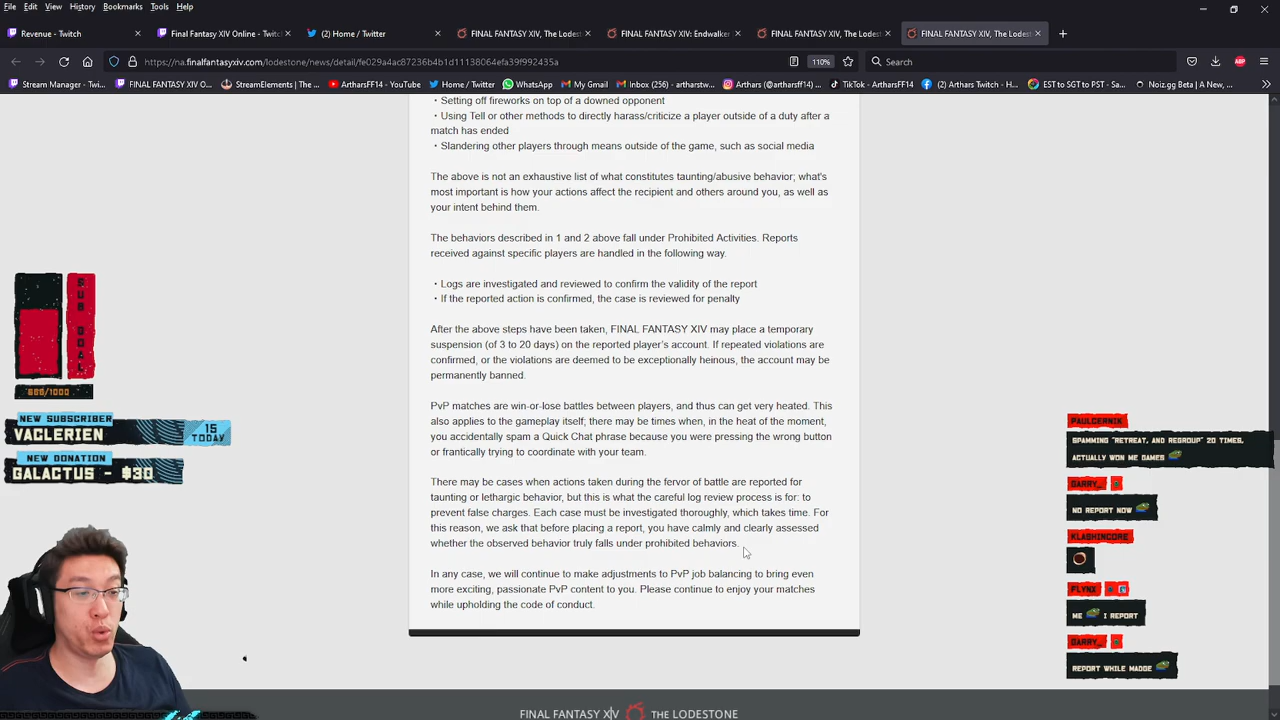 File Edit View History Bookmarks Tools Help
Revenue - Twitch
Final Fantasy XIV Online - Twitch
(2) Home / Twitter
FINAL FANTASY XIV, The Lodest
FINAL FANTASY XIV: Endwalker
FINAL FANTASY XIV, The Lodest
FINAL FANTASY XIV, The Lodest
https://na.finalfantasyxiv.com/lodestone/news/detail/fe029a4ac87236b4b1d11138064efa39f992435a
110%
Search
Stream Manager - Twi...
FINAL FANTASY XIV O...
StreamElements | The ...
ArtharsFF14 - YouTube
Home / Twitter
WhatsApp
My Gmail
Inbox (256) - artharstw...
Arthars (@artharsff14) ...
TikTok - ArtharsFF14
(2) Arthars Twitch - H...
EST to SGT to PST - Sa...
Noiz.gg Beta | A New, ...
・Setting off fireworks on top of a downed opponent
・Using Tell or other methods to directly harass/criticize a player outside of a duty after a
match has ended
・Slandering other players through means outside of the game, such as social media
The above is not an exhaustive list of what constitutes taunting/abusive behavior; what's
most important is how your actions affect the recipient and others around you, as well as
your intent behind them.
The behaviors described in 1 and 2 above fall under Prohibited Activities. Reports
received against specific players are handled in the following way.
・Logs are investigated and reviewed to confirm the validity of the report
・If the reported action is confirmed, the case is reviewed for penalty
After the above steps have been taken, FINAL FANTASY XIV may place a temporary
suspension (of 3 to 20 days) on the reported player's account. If repeated violations are
confirmed, or the violations are deemed to be exceptionally heinous, the account may be
permanently banned.
PvP matches are win-or-lose battles between players, and thus can get very heated. This
also applies to the gameplay itself; there may be times when, in the heat of the moment,
you accidentally spam a Quick Chat phrase because you were pressing the wrong button
or frantically trying to coordinate with your team.
There may be cases when actions taken during the fervor of battle are reported for
taunting or lethargic behavior, but this is what the careful log review process is for: to
prevent false charges. Each case must be investigated thoroughly, which takes time. For
this reason, we ask that before placing a report, you have calmly and clearly assessed
whether the observed behavior truly falls under prohibited behaviors.
In any case, we will continue to make adjustments to PvP job balancing to bring even
more exciting, passionate PvP content to you. Please continue to enjoy your matches
while upholding the code of conduct.
FINAL FANTASY XIV THE LODESTONE
SUB GOAL
NEW SUBSCRIBER
VACLERIEN
15
TODAY
NEW DONATION
GALACTUS - $30
PAULCERNIK
SPAMMING "RETREAT, AND REGROUP" 20 TIMES,
ACTUALLY WON ME GAMES
NO REPORT NOW
KLASHINCORE
FLYNX
ME I REPORT
REPORT WHILE MADGE